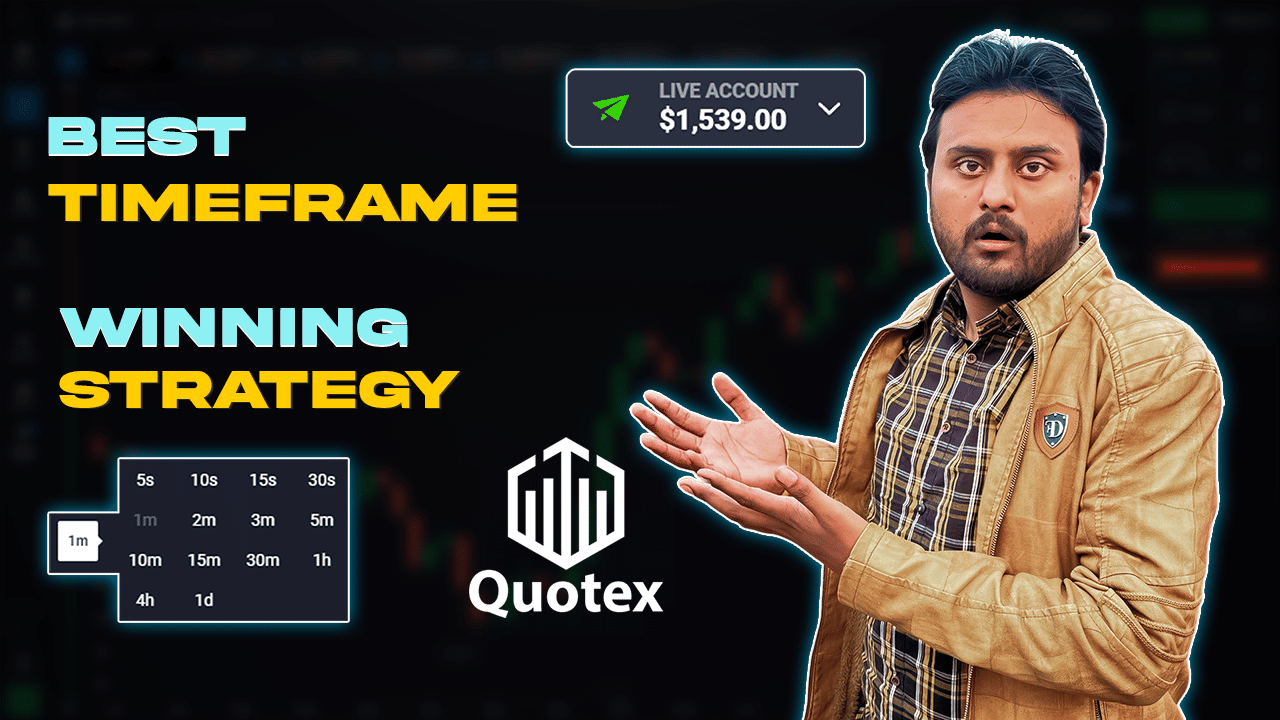 BEST
TIMEFRAME
LIVE ACCOUNT
$1,539.00
WINNING
STRATEGY
5s 10s 15s 30s
1m 2m 3m 5m
1m
10m 15m 30m 1h
4h 1d
Quotex